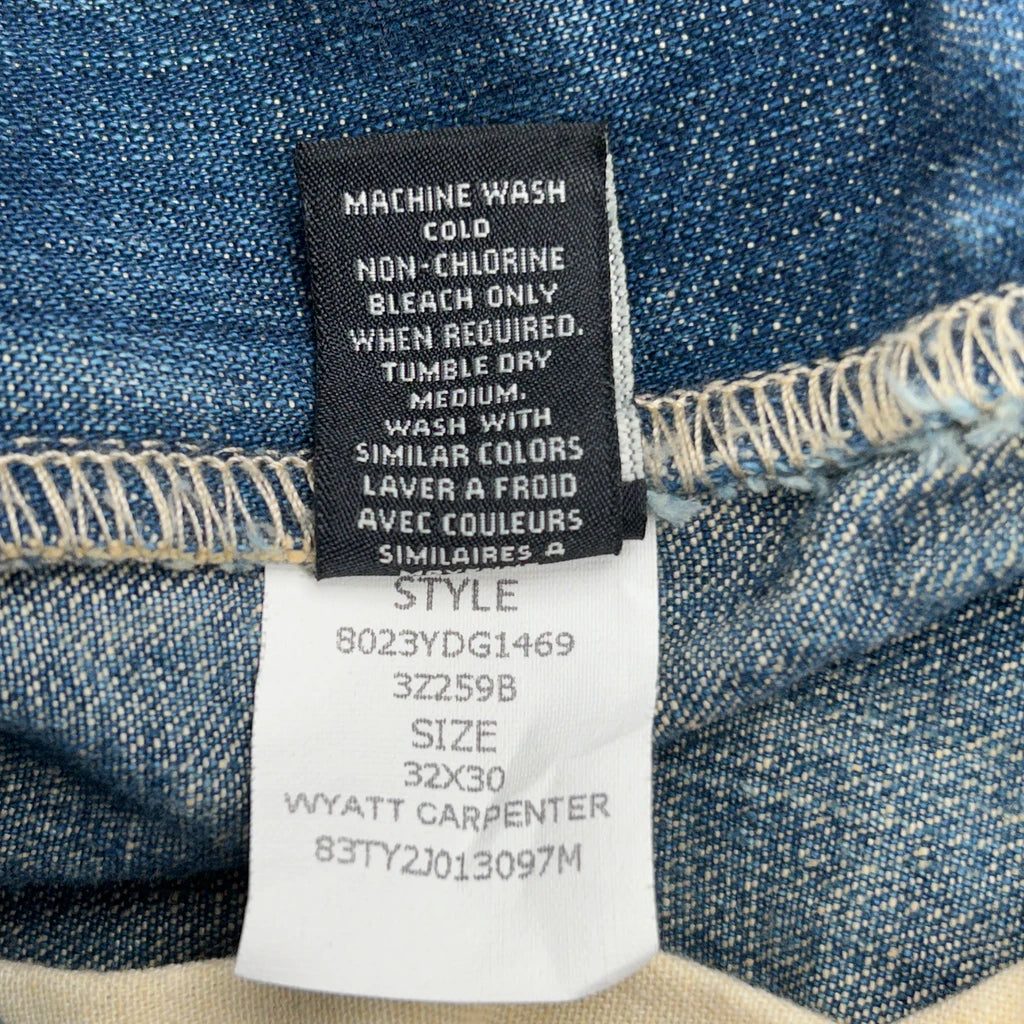 MACHINE WASH
COLD
NON-CHLORINE
BLEACH ONLY
WHEN REQUIRED.
TUMBLE DRY
MEDIUM.
WASH WITH
SIMILAR COLORS
LAVER A FROID
AVEC COULEURS
SIMILAIRES A
STYLE
8023YDG1469
3Z259B
SIZE
32X30
WYATT CARPENTER
83TY2J013097M